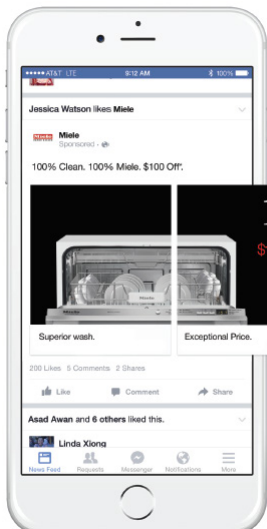 AT&T LTE 9:12 AM 100%
Jessica Watson likes Miele
Miele
Miele
Sponsored ·
100% Clean. 100% Miele. $100 Off*.
Miele
$
Superior wash.
Exceptional Price.
200 Likes 5 Comments 2 Shares
Like Comment Share
Asad Awan and 6 others liked this.
Linda Xiong
News Feed Requests Messenger Notifications More